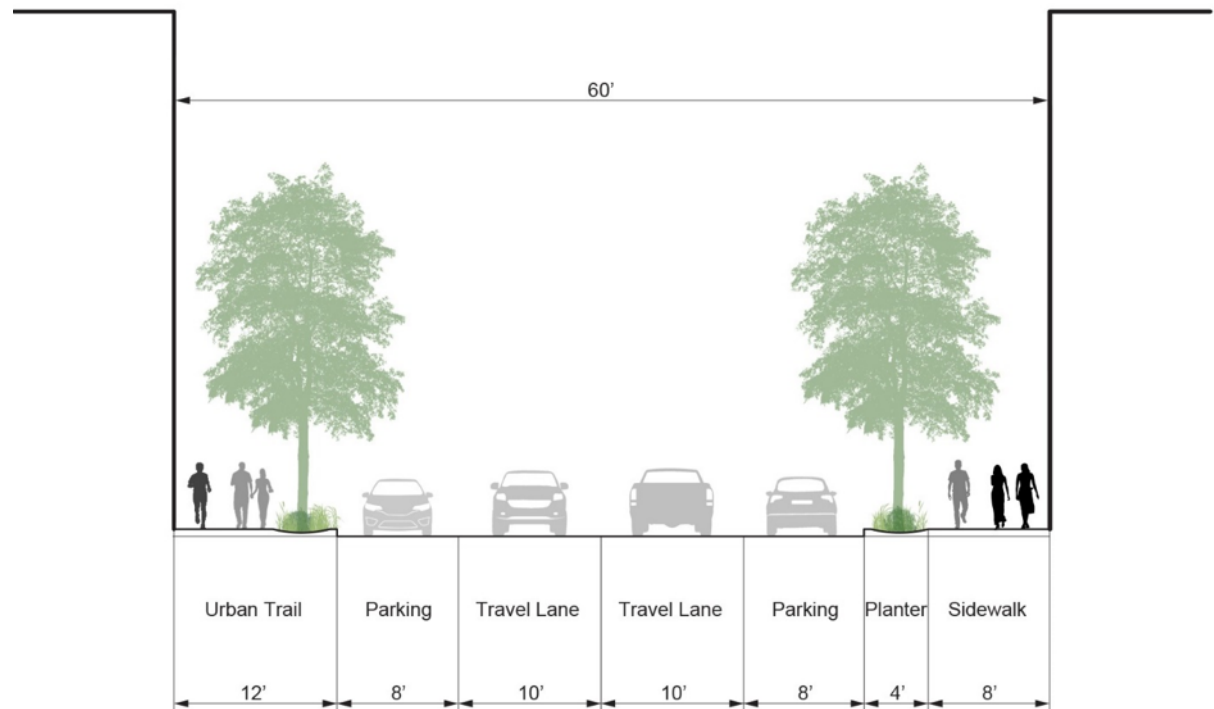 60’
Urban Trail
Parking
Travel Lane
Travel Lane
Parking
Planter
Sidewalk
12’
8’
10’
10’
8’
4’
8’